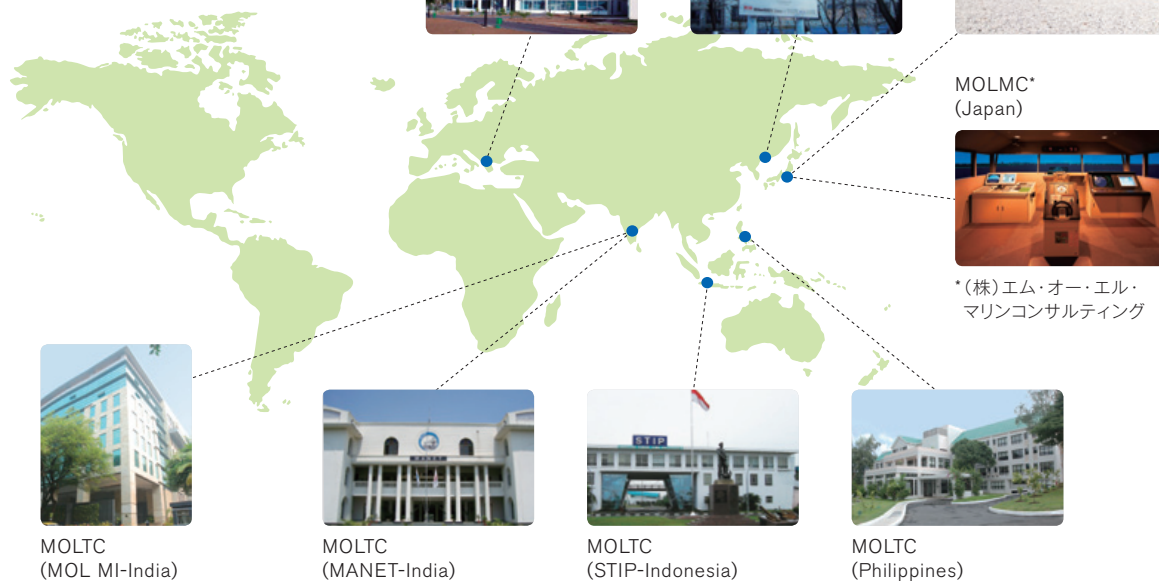 MOLMC*
(Japan)
*(株)エム・オー・エル・
マリンコンサルティング
MANET
STIP
MOLTC
(MOL MI-India)
MOLTC
(MANET-India)
MOLTC
(STIP-Indonesia)
MOLTC
(Philippines)